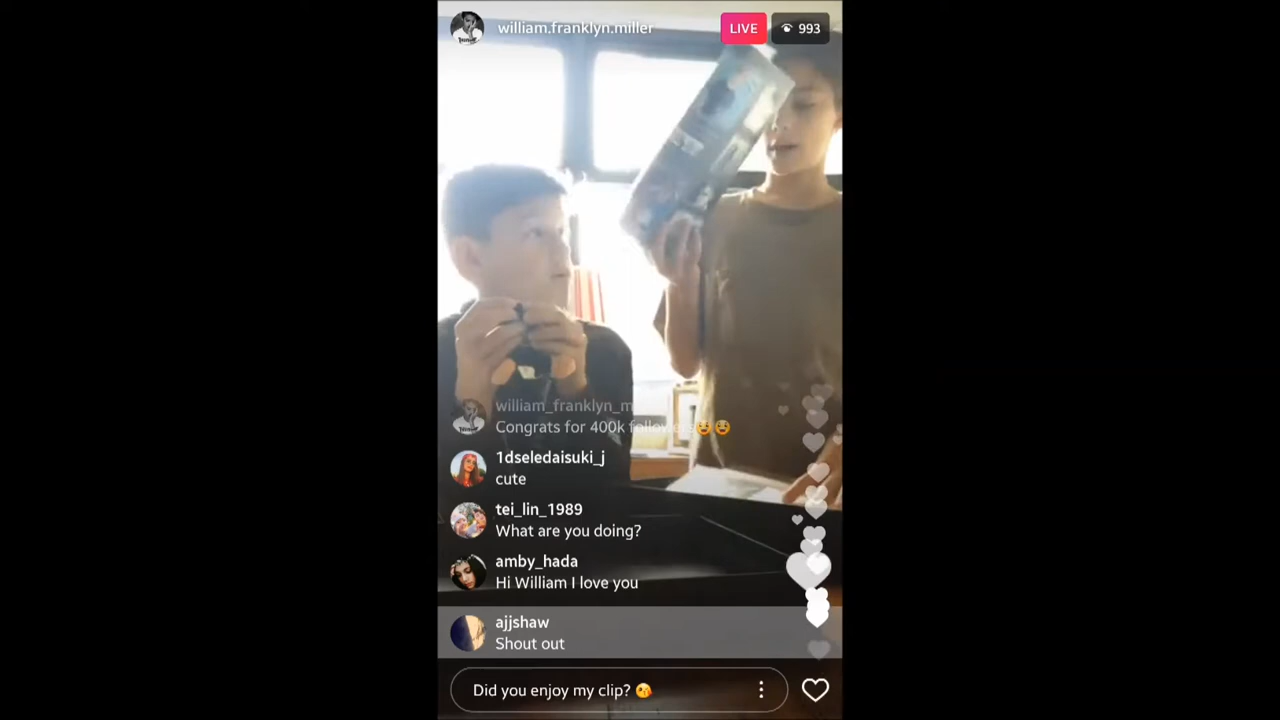 william.franklyn.miller
LIVE
993
william_franklyn_m
Congrats for 400k followers😅😅
1dseledaisuki_j
cute
tei_lin_1989
What are you doing?
amby_hada
Hi William I love you
ajjshaw
Shout out
Did you enjoy my clip? 😘